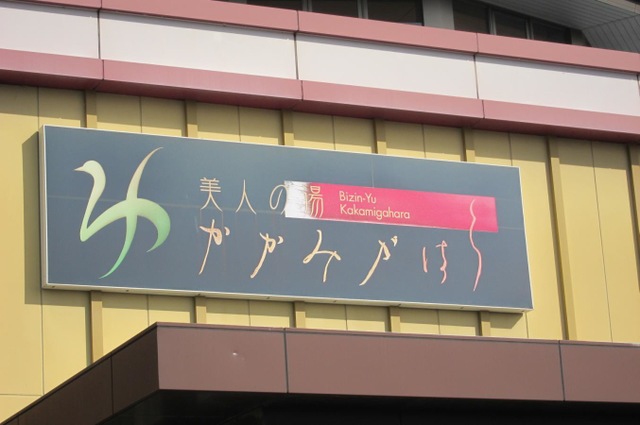 ゆ
美人の湯
Bizin-Yu
Kakamigahara
かかみがはら